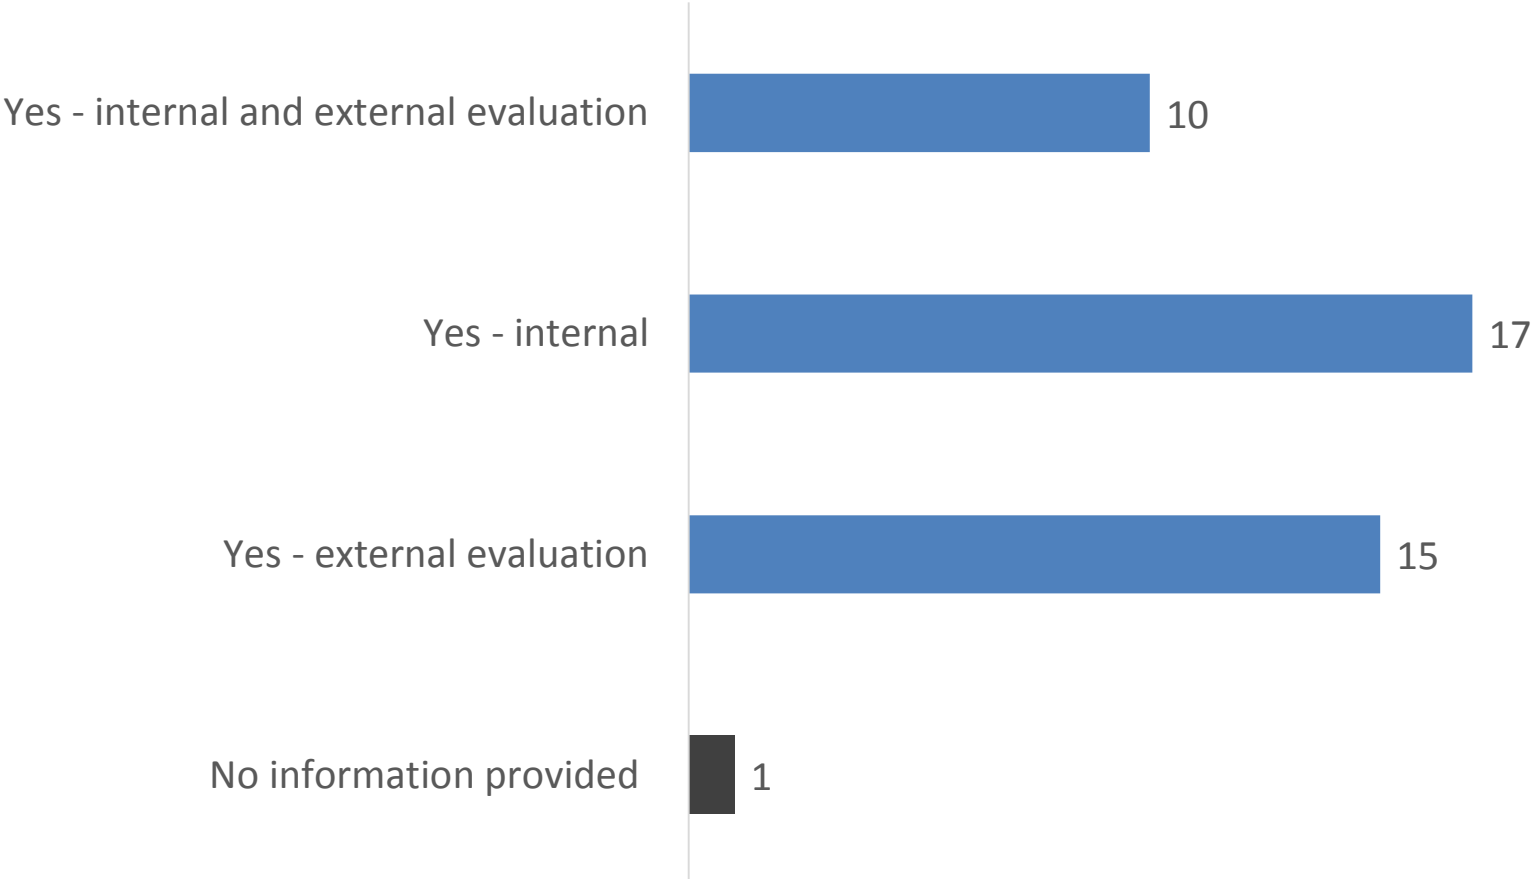 Yes - internal and external evaluation 10
Yes - internal 17
Yes - external evaluation 15
No information provided 1